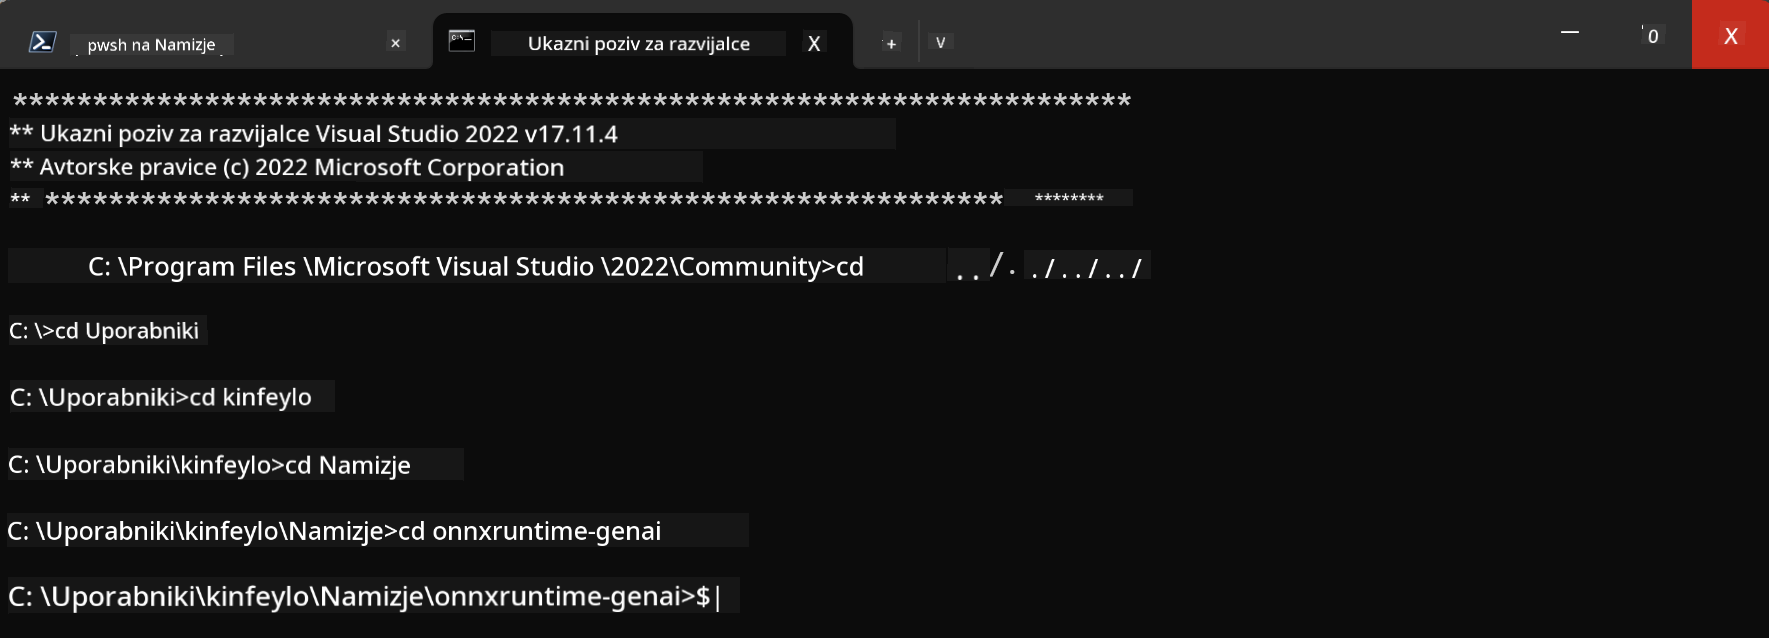 pwsh na Namizje × Ukazni poziv za razvijalce X + V — 0 X
**********************************************************************
** Ukazni poziv za razvijalce Visual Studio 2022 v17.11.4
** Avtorske pravice (c) 2022 Microsoft Corporation
** ************************************************************ ********
C: \Program Files \Microsoft Visual Studio \2022\Community>cd ../. ./../../
C: \>cd Uporabniki
C: \Uporabniki>cd kinfeylo
C: \Uporabniki\kinfeylo>cd Namizje
C: \Uporabniki\kinfeylo\Namizje>cd onnxruntime-genai
C: \Uporabniki\kinfeylo\Namizje\onnxruntime-genai>$|